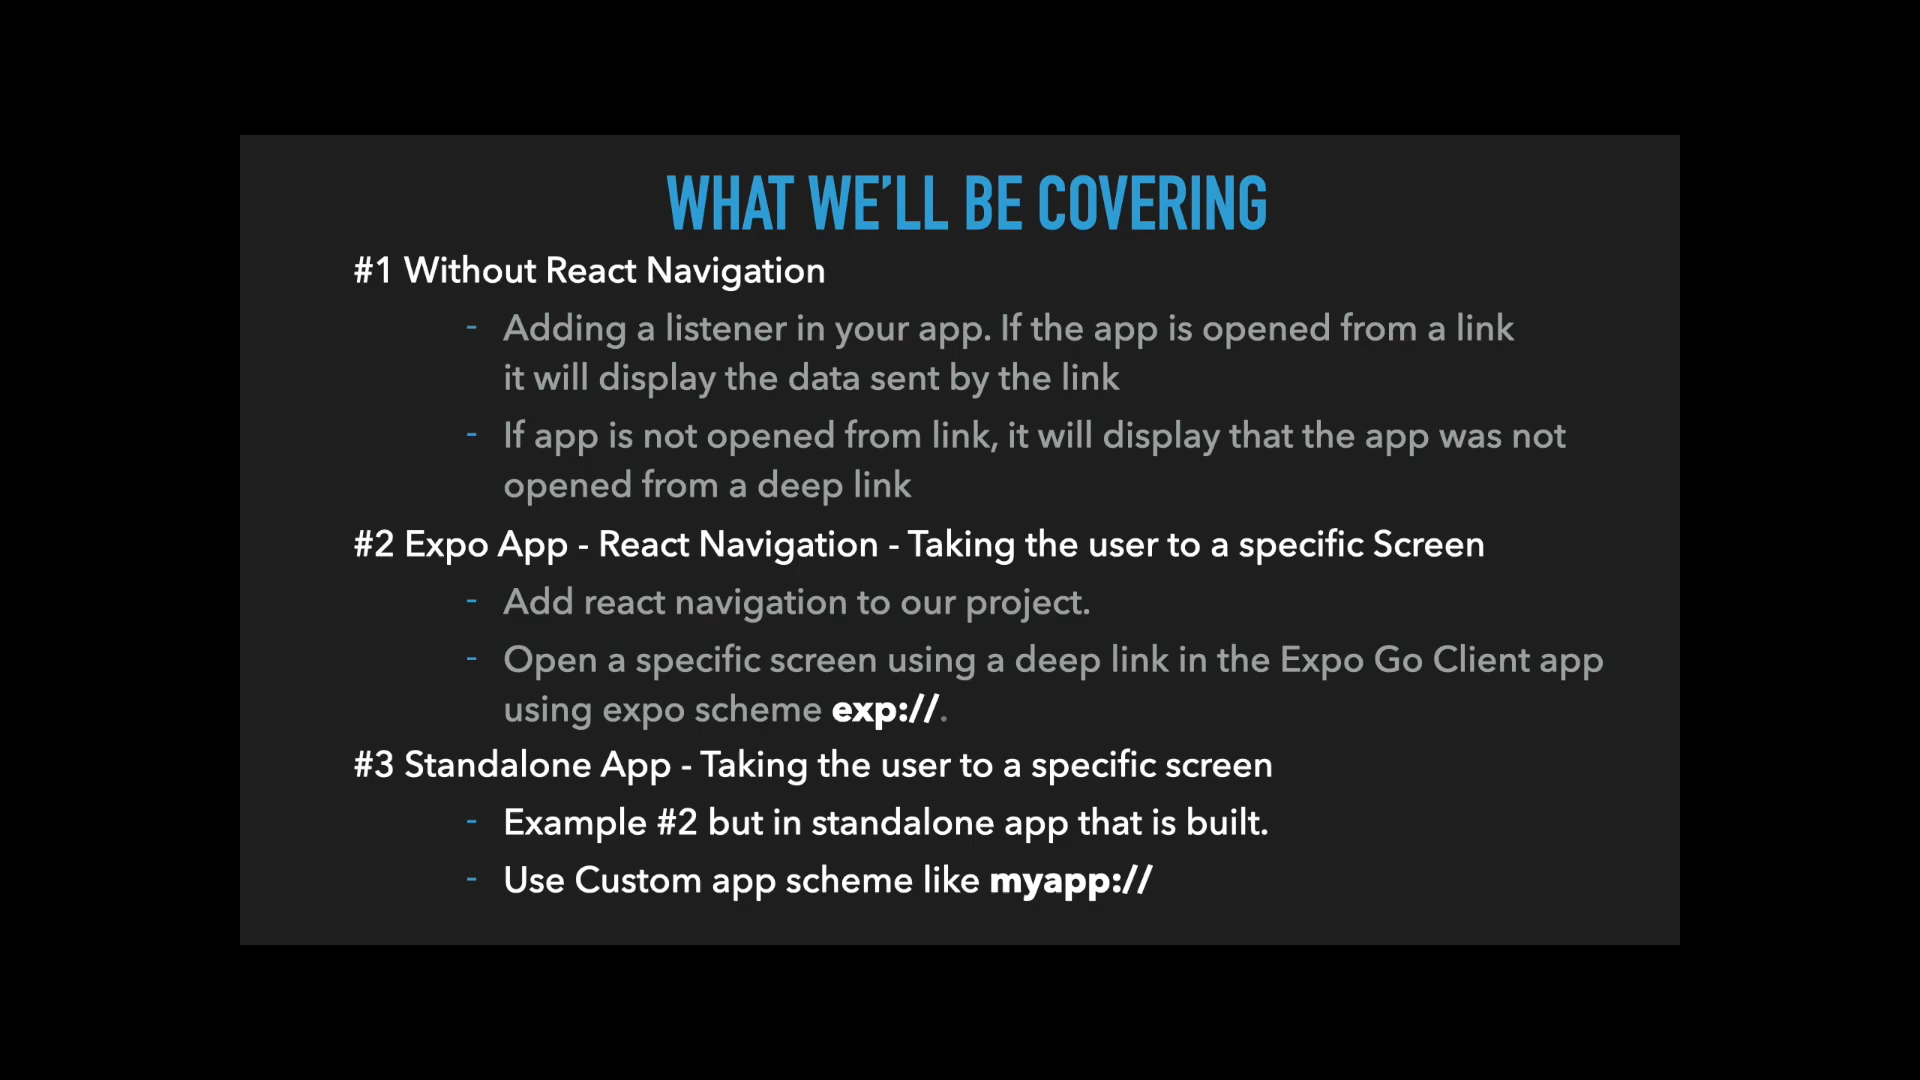 WHAT WE'LL BE COVERING
#1 Without React Navigation
- Adding a listener in your app. If the app is opened from a link
it will display the data sent by the link
- If app is not opened from link, it will display that the app was not
opened from a deep link
#2 Expo App - React Navigation - Taking the user to a specific Screen
- Add react navigation to our project.
- Open a specific screen using a deep link in the Expo Go Client app
using expo scheme exp://.
#3 Standalone App - Taking the user to a specific screen
- Example #2 but in standalone app that is built.
- Use Custom app scheme like myapp://